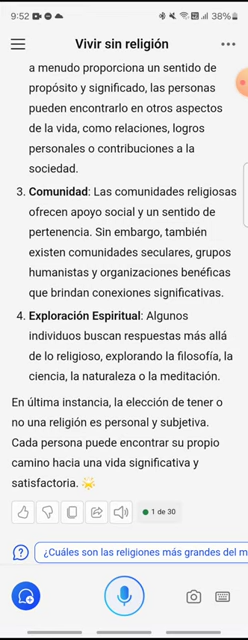 9:52
38%
Vivir sin religión
a menudo proporciona un sentido de
propósito y significado, las personas
pueden encontrarlo en otros aspectos
de la vida, como relaciones, logros
personales o contribuciones a la
sociedad.
3. Comunidad: Las comunidades religiosas
ofrecen apoyo social y un sentido de
pertenencia. Sin embargo, también
existen comunidades seculares, grupos
humanistas y organizaciones benéficas
que brindan conexiones significativas.
4. Exploración Espiritual: Algunos
individuos buscan respuestas más allá
de lo religioso, explorando la filosofía, la
ciencia, la naturaleza o la meditación.
En última instancia, la elección de tener o
no una religión es personal y subjetiva.
Cada persona puede encontrar su propio
camino hacia una vida significativa y
satisfactoria. 🌟
1 de 30
¿Cuáles son las religiones más grandes del m